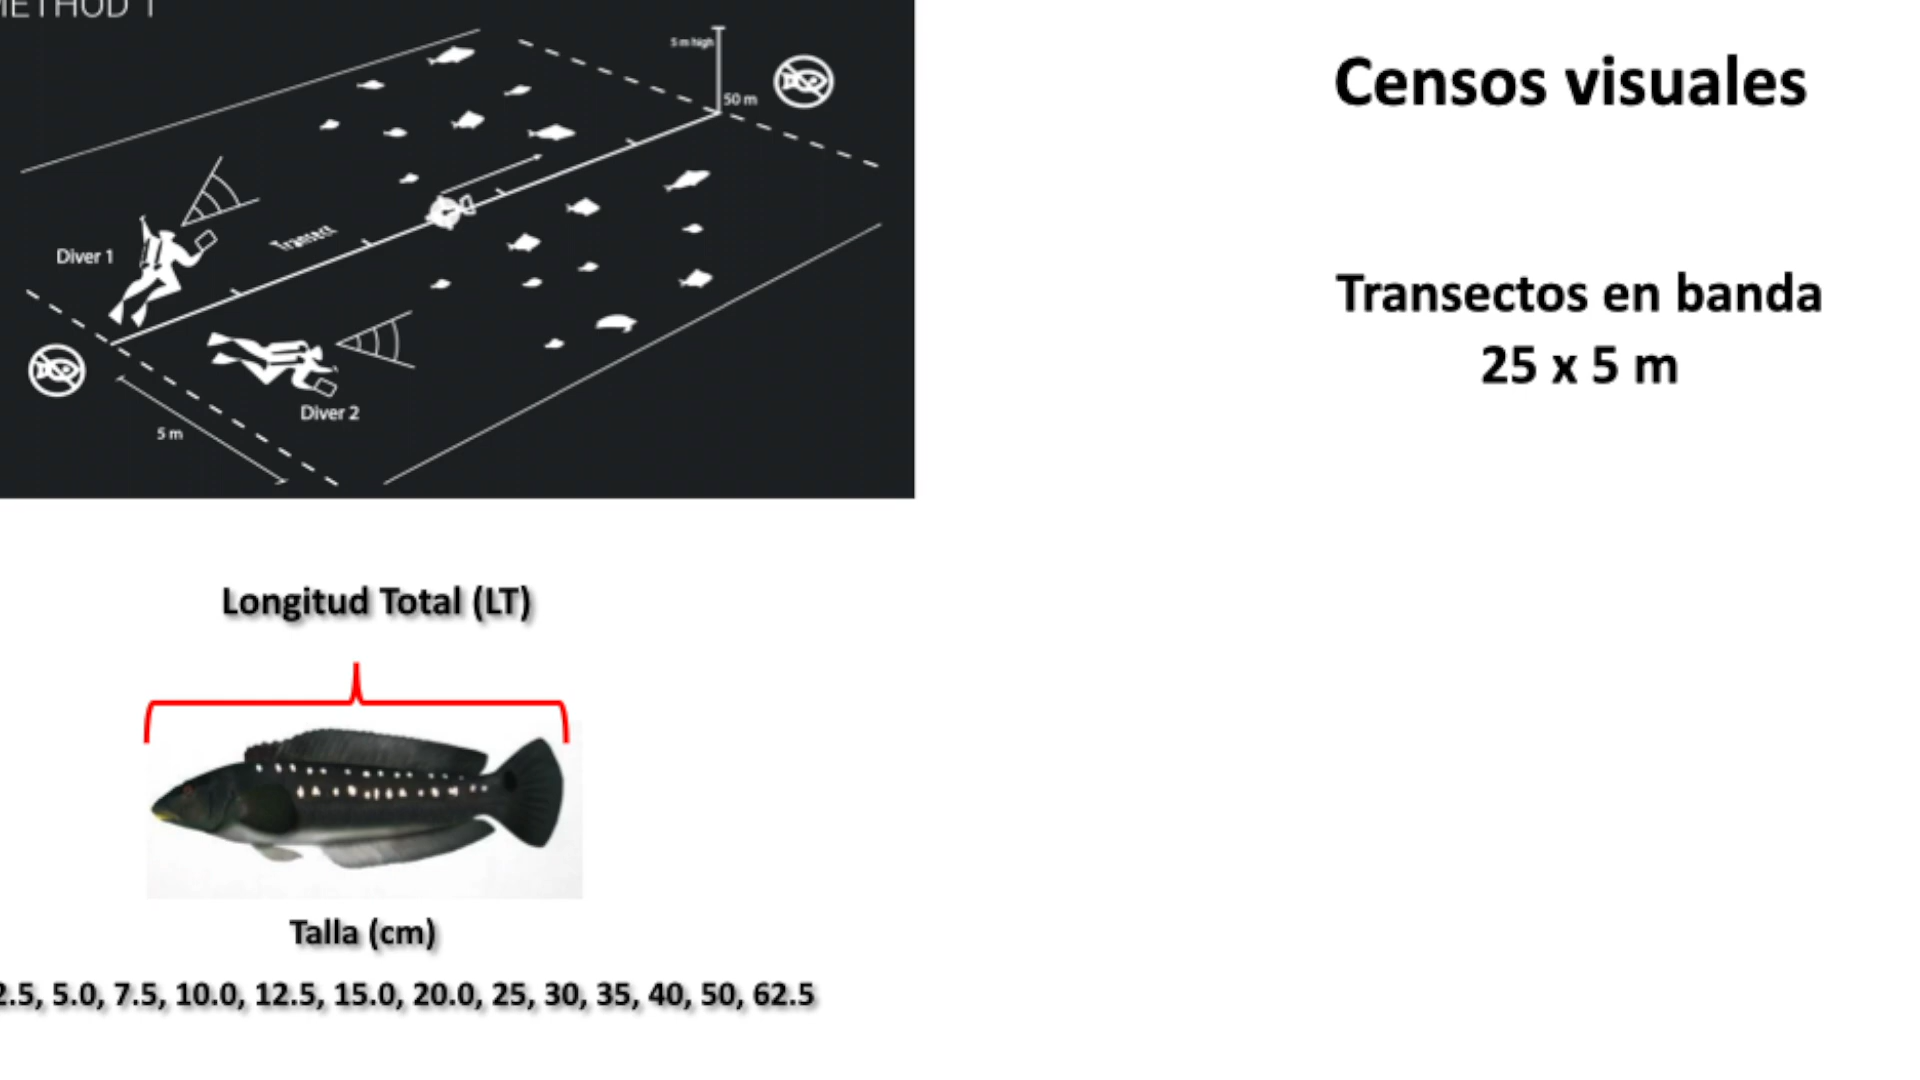 METHOD 1
5 m high
50 m
Diver 1
Transect
Diver 2
5 m
Censos visuales
Transectos en banda
25 x 5 m
Longitud Total (LT)
Talla (cm)
2.5, 5.0, 7.5, 10.0, 12.5, 15.0, 20.0, 25, 30, 35, 40, 50, 62.5